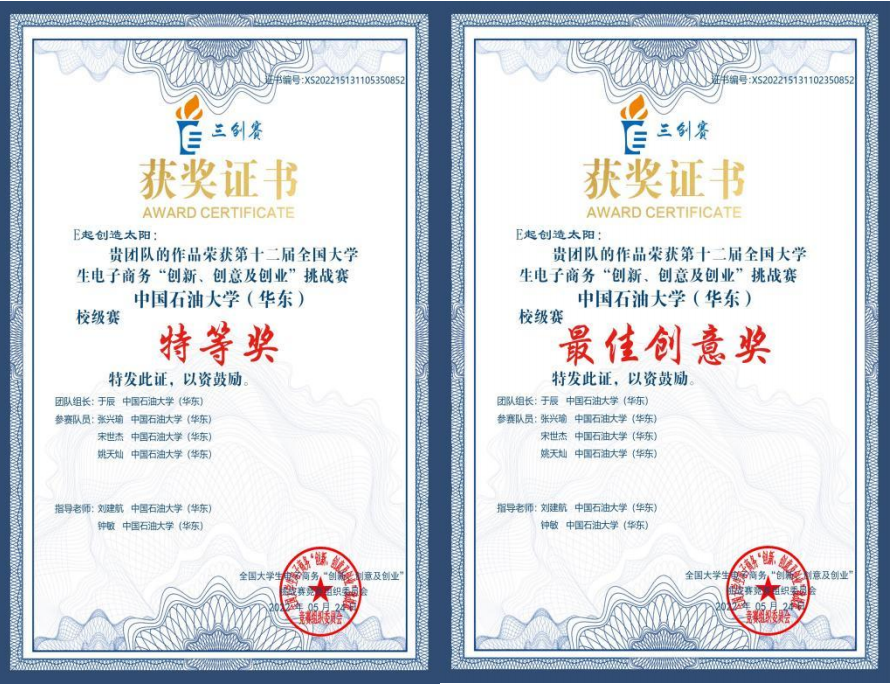 证书编号:XS202215131105350852
三创赛
获奖证书
AWARD CERTIFICATE
E起创造太阳：
贵团队的作品荣获第十二届全国大学
生电子商务“创新、创意及创业”挑战赛
中国石油大学（华东）
校级赛
特等奖
特发此证，以资鼓励。
团队组长：于辰 中国石油大学（华东）
参赛队员：张兴瑜 中国石油大学（华东）
宋世杰 中国石油大学（华东）
姚天灿 中国石油大学（华东）
指导老师：刘建航 中国石油大学（华东）
钟敏 中国石油大学（华东）
全国大学生电子商务“创新、创意及创业”
挑战赛竞赛组织委员会
2022年 05月 24日
竞赛组织委员会
证书编号:XS202215131102350852
三创赛
获奖证书
AWARD CERTIFICATE
E起创造太阳：
贵团队的作品荣获第十二届全国大学
生电子商务“创新、创意及创业”挑战赛
中国石油大学（华东）
校级赛
最佳创意奖
特发此证，以资鼓励。
团队组长：于辰 中国石油大学（华东）
参赛队员：张兴瑜 中国石油大学（华东）
宋世杰 中国石油大学（华东）
姚天灿 中国石油大学（华东）
指导老师：刘建航 中国石油大学（华东）
钟敏 中国石油大学（华东）
全国大学生电子商务“创新、创意及创业”
挑战赛竞赛组织委员会
2022年 05月 24日
竞赛组织委员会